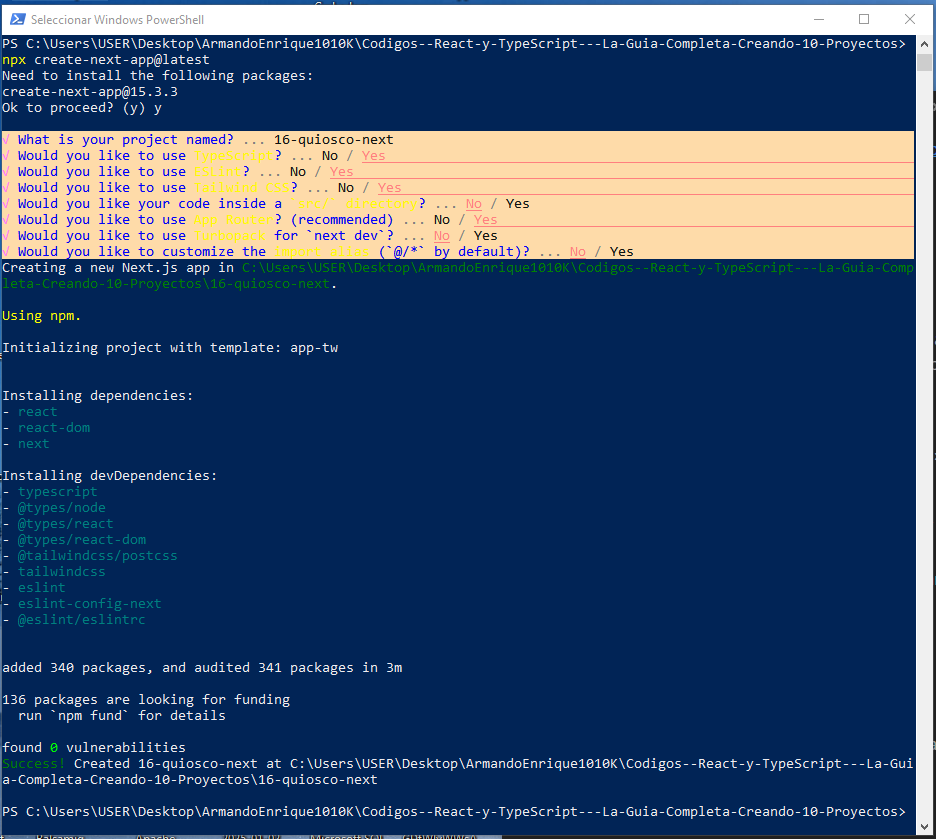 Seleccionar Windows PowerShell
PS C:\Users\USER\Desktop\ArmandoEnrique1010K\Codigos--React-y-TypeScript---La-Guia-Completa-Creando-10-Proyectos>
npx create-next-app@latest
Need to install the following packages:
create-next-app@15.3.3
Ok to proceed? (y) y
√ What is your project named? ... 16-quiosco-next
√ Would you like to use TypeScript? ... No / Yes
√ Would you like to use ESLint? ... No / Yes
√ Would you like to use Tailwind CSS? ... No / Yes
√ Would you like your code inside a `src/` directory? ... No / Yes
√ Would you like to use App Router? (recommended) ... No / Yes
√ Would you like to use Turbopack for `next dev`? ... No / Yes
√ Would you like to customize the import alias (`@/*` by default)? ... No / Yes
Creating a new Next.js app in C:\Users\USER\Desktop\ArmandoEnrique1010K\Codigos--React-y-TypeScript---La-Guia-Comp
leta-Creando-10-Proyectos\16-quiosco-next.
Using npm.
Initializing project with template: app-tw
Installing dependencies:
- react
- react-dom
- next
Installing devDependencies:
- typescript
- @types/node
- @types/react
- @types/react-dom
- @tailwindcss/postcss
- tailwindcss
- eslint
- eslint-config-next
- @eslint/eslintrc
added 340 packages, and audited 341 packages in 3m
136 packages are looking for funding
run `npm fund` for details
found 0 vulnerabilities
Success! Created 16-quiosco-next at C:\Users\USER\Desktop\ArmandoEnrique1010K\Codigos--React-y-TypeScript---La-Gui
a-Completa-Creando-10-Proyectos\16-quiosco-next
PS C:\Users\USER\Desktop\ArmandoEnrique1010K\Codigos--React-y-TypeScript---La-Guia-Completa-Creando-10-Proyectos>